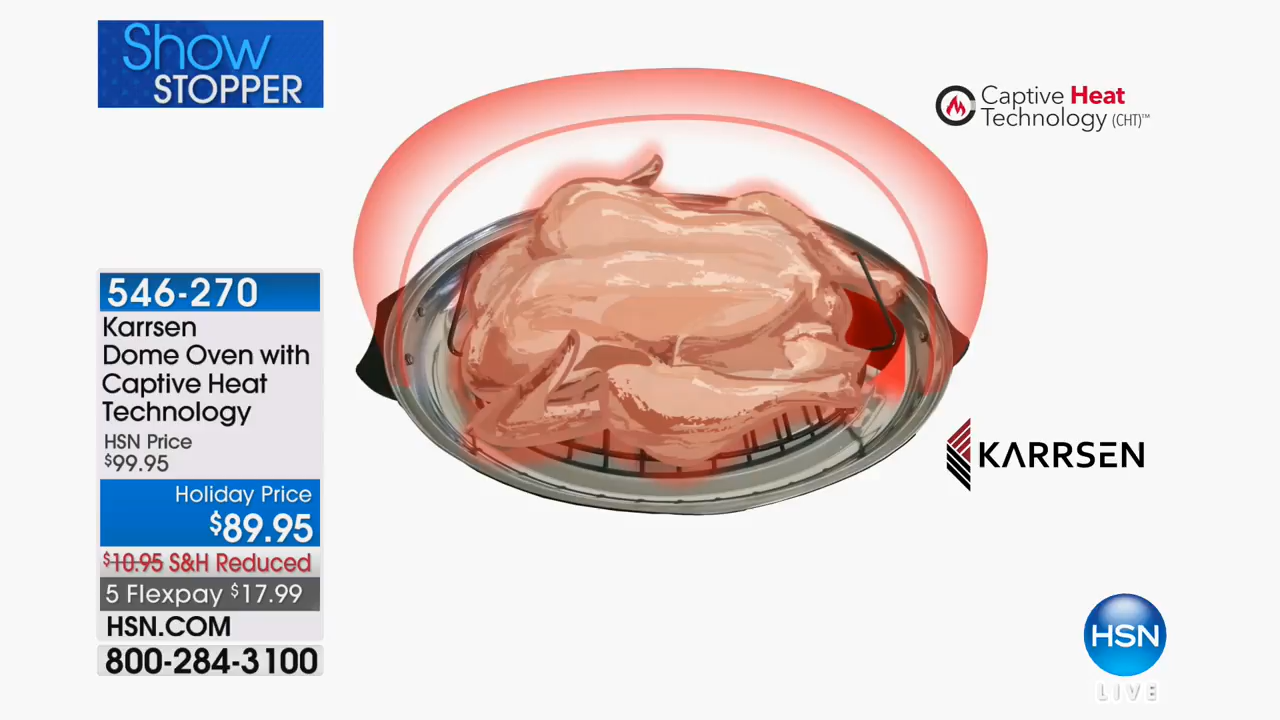 Show
STOPPER
Captive Heat
Technology (CHT)™
546-270
Karrsen
Dome Oven with
Captive Heat
Technology
HSN Price
$99.95
Holiday Price
$89.95
$10.95 S&H Reduced
5 Flexpay $17.99
HSN.COM
800-284-3100
KARRSEN
HSN
LIVE